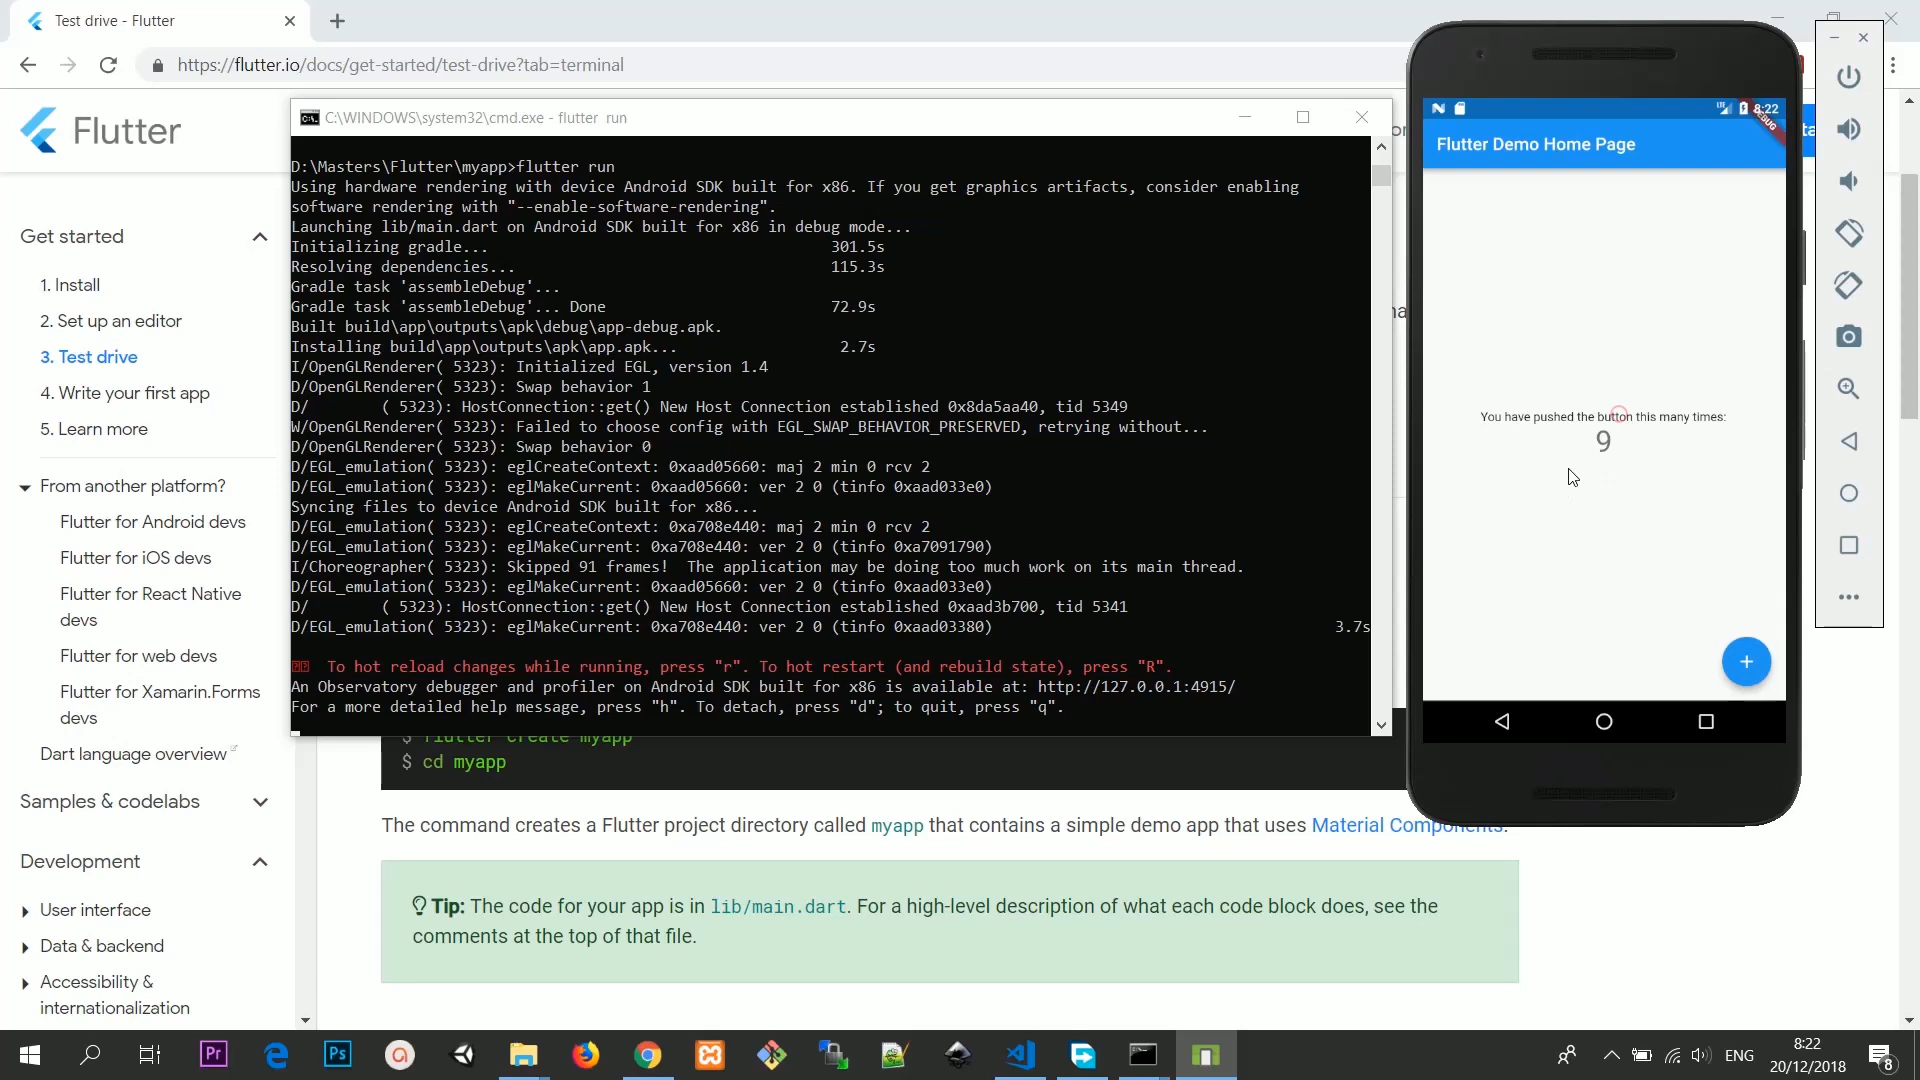 Test drive - Flutter
https://flutter.io/docs/get-started/test-drive?tab=terminal
Flutter
Get started
1. Install
2. Set up an editor
3. Test drive
4. Write your first app
5. Learn more
From another platform?
Flutter for Android devs
Flutter for iOS devs
Flutter for React Native
devs
Flutter for web devs
Flutter for Xamarin.Forms
devs
Dart language overview
Samples & codelabs
Development
User interface
Data & backend
Accessibility &
internationalization
C:\WINDOWS\system32\cmd.exe - flutter run
D:\Masters\Flutter\myapp>flutter run
Using hardware rendering with device Android SDK built for x86. If you get graphics artifacts, consider enabling
software rendering with "--enable-software-rendering".
Launching lib/main.dart on Android SDK built for x86 in debug mode...
Initializing gradle... 301.5s
Resolving dependencies... 115.3s
Gradle task 'assembleDebug'...
Gradle task 'assembleDebug'... Done 72.9s
Built build\app\outputs\apk\debug\app-debug.apk.
Installing build\app\outputs\apk\app.apk... 2.7s
I/OpenGLRenderer( 5323): Initialized EGL, version 1.4
D/OpenGLRenderer( 5323): Swap behavior 1
D/ ( 5323): HostConnection::get() New Host Connection established 0x8da5aa40, tid 5349
W/OpenGLRenderer( 5323): Failed to choose config with EGL_SWAP_BEHAVIOR_PRESERVED, retrying without...
D/OpenGLRenderer( 5323): Swap behavior 0
D/EGL_emulation( 5323): eglCreateContext: 0xaad05660: maj 2 min 0 rcv 2
D/EGL_emulation( 5323): eglMakeCurrent: 0xaad05660: ver 2 0 (tinfo 0xaad033e0)
Syncing files to device Android SDK built for x86...
D/EGL_emulation( 5323): eglCreateContext: 0xa708e440: maj 2 min 0 rcv 2
D/EGL_emulation( 5323): eglMakeCurrent: 0xa708e440: ver 2 0 (tinfo 0xa7091790)
I/Choreographer( 5323): Skipped 91 frames!  The application may be doing too much work on its main thread.
D/EGL_emulation( 5323): eglMakeCurrent: 0xaad05660: ver 2 0 (tinfo 0xaad033e0)
D/ ( 5323): HostConnection::get() New Host Connection established 0xaad3b700, tid 5341
D/EGL_emulation( 5323): eglMakeCurrent: 0xa708e440: ver 2 0 (tinfo 0xaad03380) 3.7s
To hot reload changes while running, press "r". To hot restart (and rebuild state), press "R".
An Observatory debugger and profiler on Android SDK built for x86 is available at: http://127.0.0.1:4915/
For a more detailed help message, press "h". To detach, press "d"; to quit, press "q".
$ flutter create myapp
$ cd myapp
The command creates a Flutter project directory called myapp that contains a simple demo app that uses Material Components.
Tip: The code for your app is in lib/main.dart. For a high-level description of what each code block does, see the
comments at the top of that file.
LTE 8:22
DEBUG
Flutter Demo Home Page
You have pushed the button this many times:
9
+
Pr
Ps
ENG
8:22
20/12/2018
8